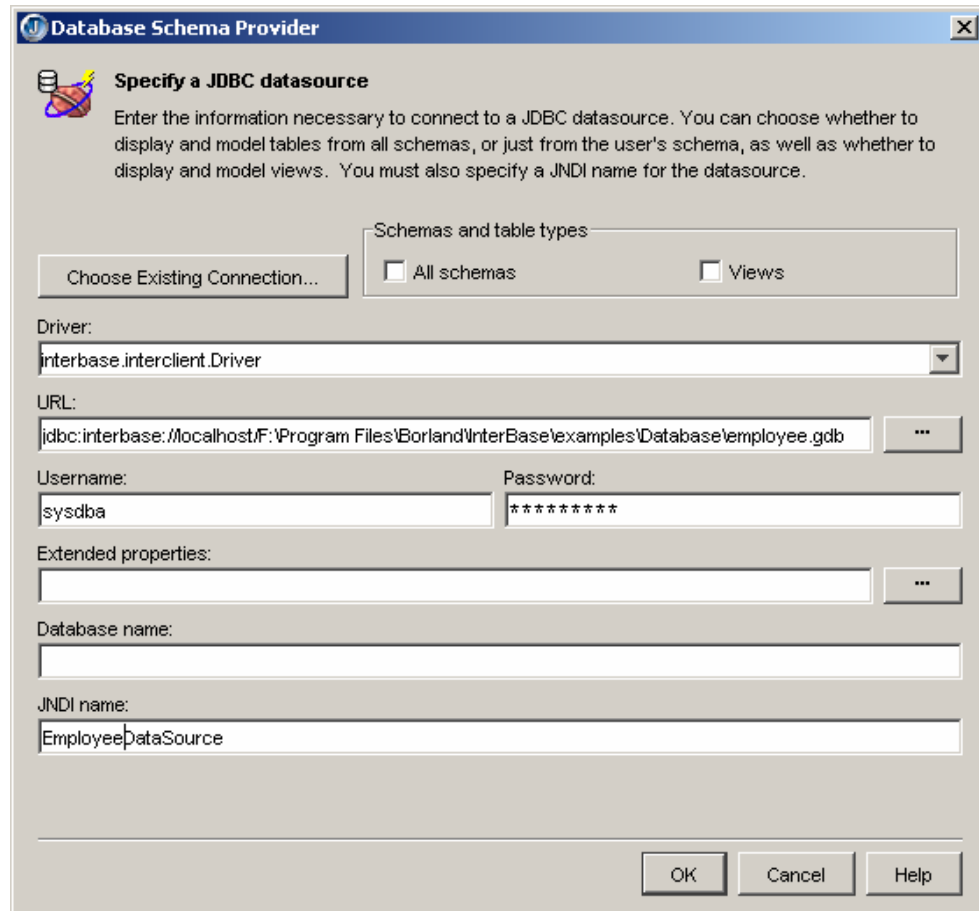 Database Schema Provider
Specify a JDBC datasource
Enter the information necessary to connect to a JDBC datasource. You can choose whether to
display and model tables from all schemas, or just from the user's schema, as well as whether to
display and model views.  You must also specify a JNDI name for the datasource.
Schemas and table types
Choose Existing Connection...
All schemas
Views
Driver:
interbase.interclient.Driver
URL:
jdbc:interbase://localhost/F:\Program Files\Borland\InterBase\examples\Database\employee.gdb
...
Username:
Password:
sysdba
*********
Extended properties:
...
Database name:
JNDI name:
EmployeeDataSource
OK
Cancel
Help